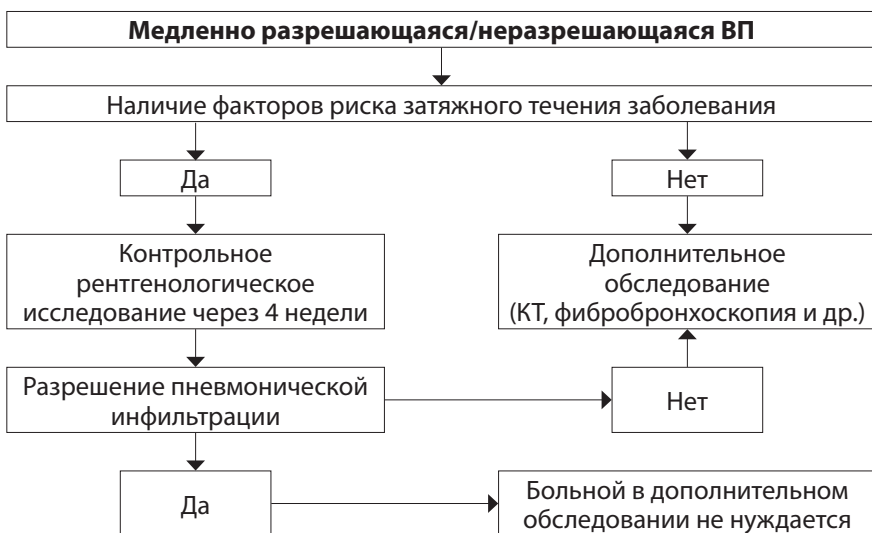 Медленно разрешающаяся/неразрешающаяся ВП
Наличие факторов риска затяжного течения заболевания
Да
Нет
Контрольное
рентгенологическое
исследование через 4 недели
Дополнительное
обследование
(КТ, фибробронхоскопия и др.)
Разрешение пневмонической
инфильтрации
Нет
Да
Больной в дополнительном
обследовании не нуждается